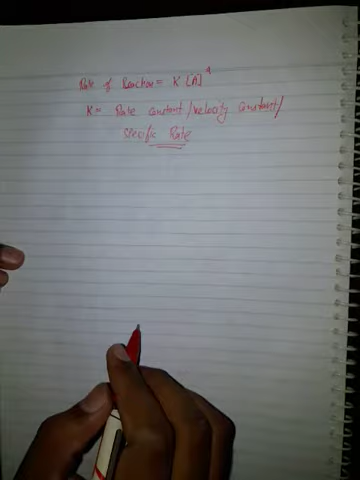 Rate of Reaction = K [A]^a
K = Rate constant/velocity constant/
specific Rate